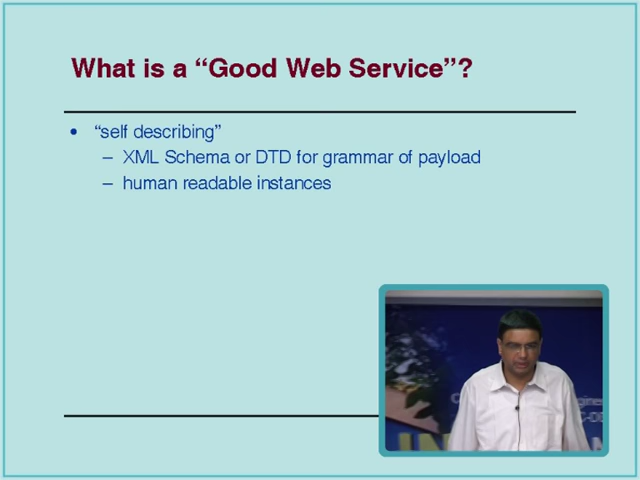 What is a “Good Web Service”?
• “self describing”
– XML Schema or DTD for grammar of payload
– human readable instances